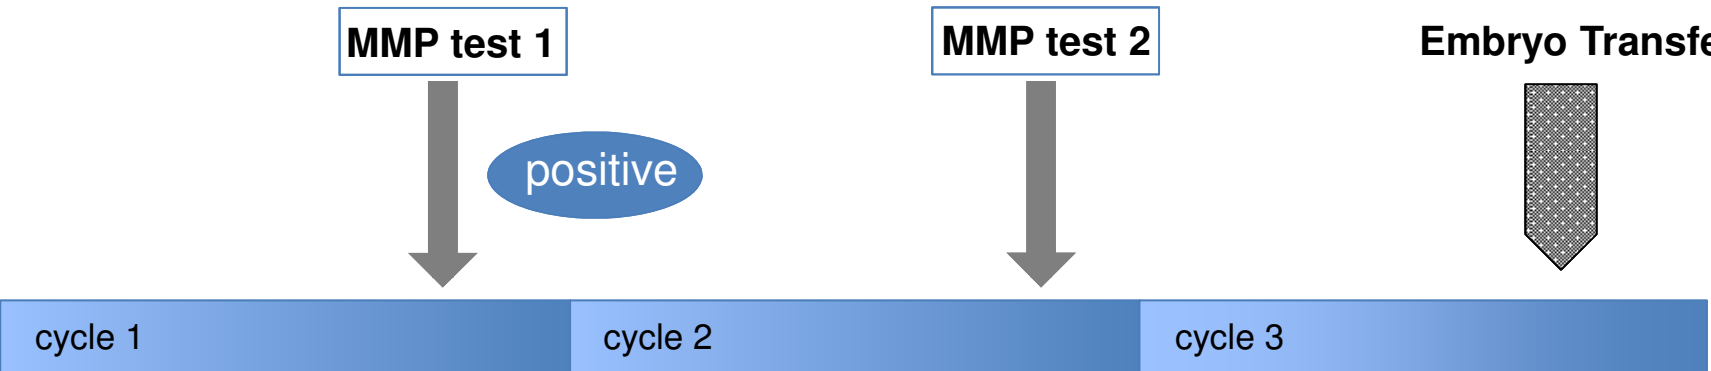 MMP test 1
MMP test 2
Embryo Transfe
positive
cycle 1
cycle 2
cycle 3